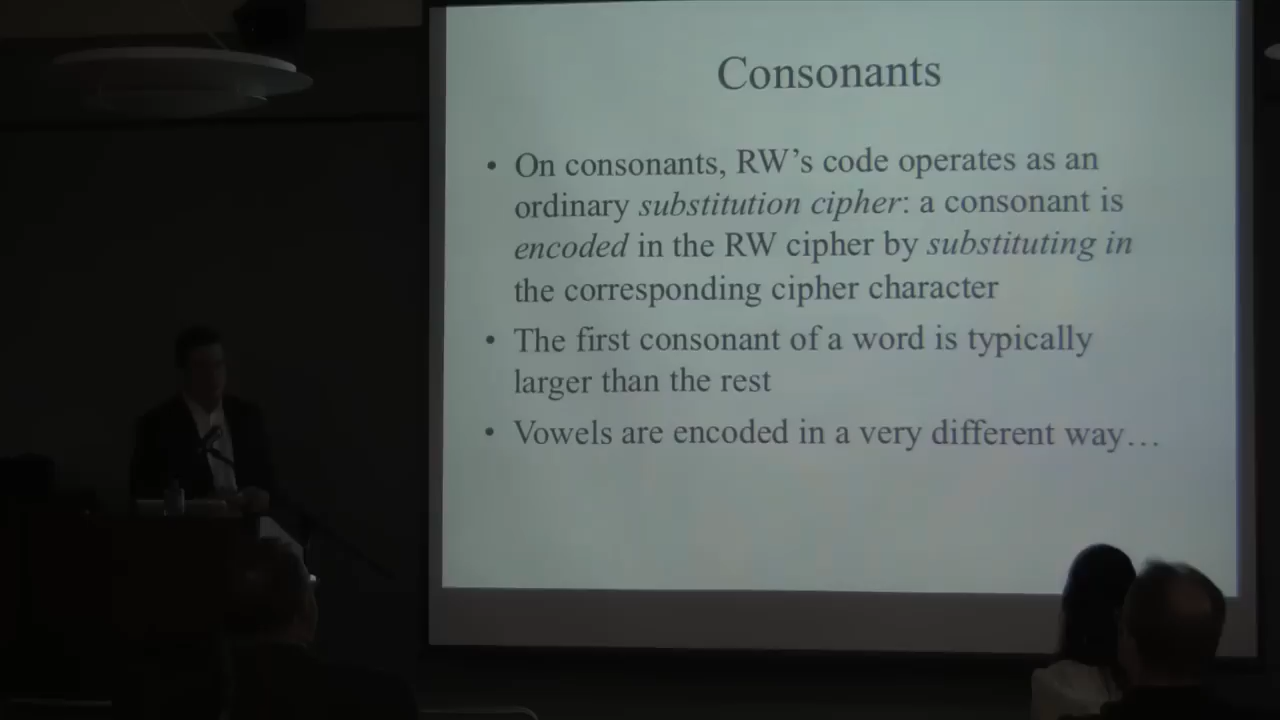 Consonants
• On consonants, RW’s code operates as an
ordinary substitution cipher: a consonant is
encoded in the RW cipher by substituting in
the corresponding cipher character
• The first consonant of a word is typically
larger than the rest
• Vowels are encoded in a very different way…